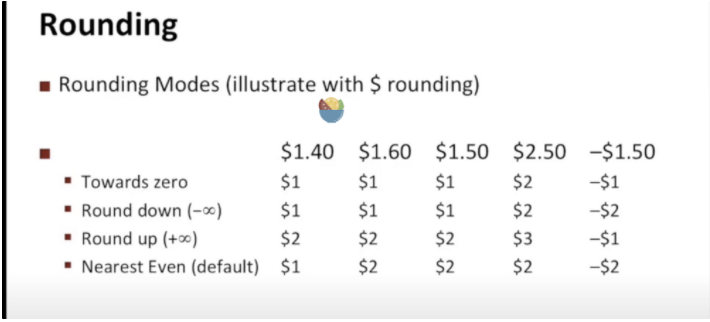 Rounding
Rounding Modes (illustrate with $ rounding)
$1.40 $1.60 $1.50 $2.50 –$1.50
Towards zero $1 $1 $1 $2 –$1
Round down (-∞) $1 $1 $1 $2 –$2
Round up (+∞) $2 $2 $2 $3 –$1
Nearest Even (default) $1 $2 $2 $2 –$2